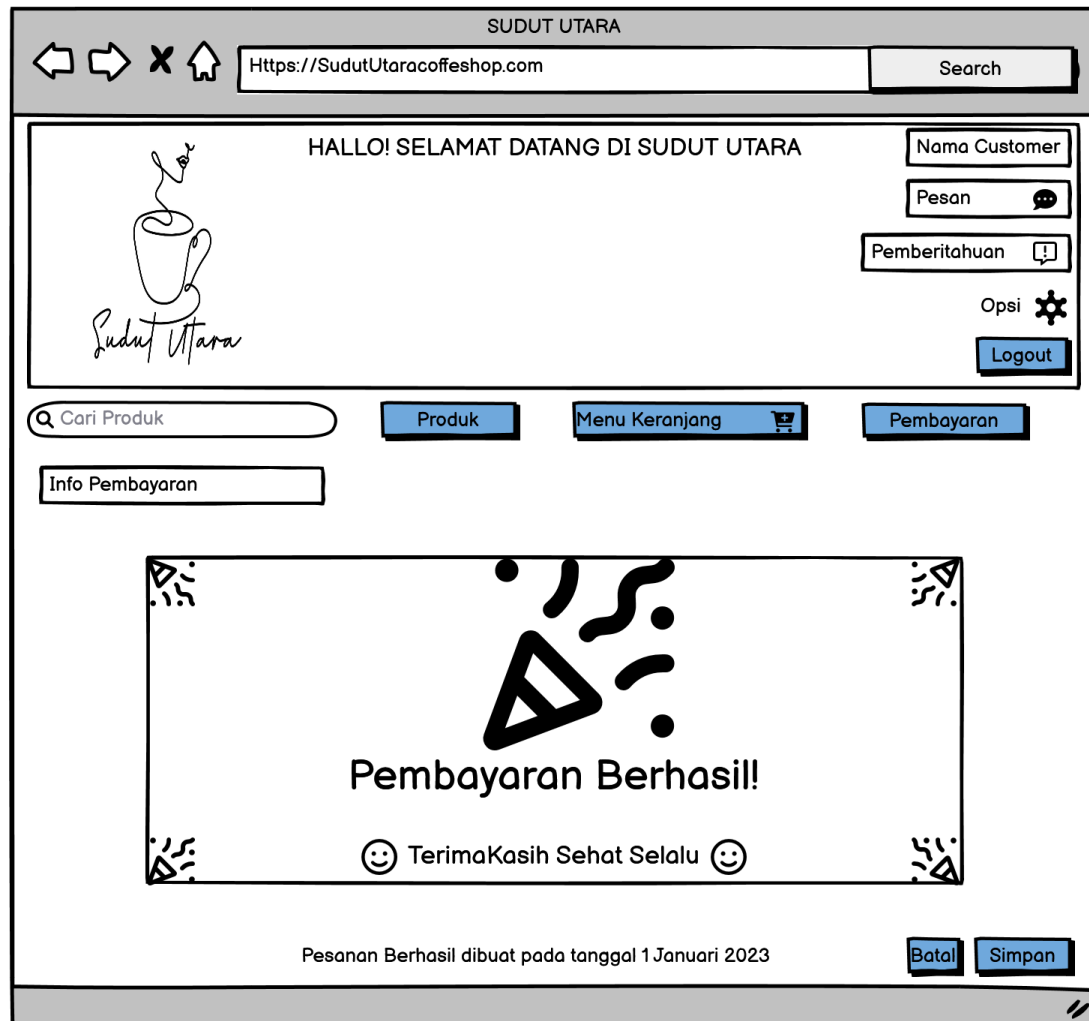 SUDUT UTARA
Https://SudutUtaracoffeshop.com
Search
HALLO! SELAMAT DATANG DI SUDUT UTARA
Nama Customer
Pesan
Pemberitahuan
Opsi
Logout
Sudut Utara
Cari Produk
Produk
Menu Keranjang
Pembayaran
Info Pembayaran
Pembayaran Berhasil!
TerimaKasih Sehat Selalu
Pesanan Berhasil dibuat pada tanggal 1 Januari 2023
Batal
Simpan